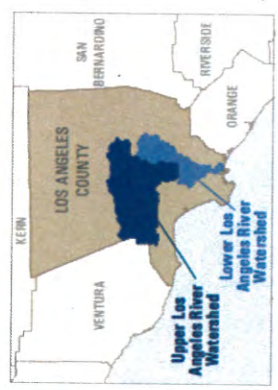 KERN
VENTURA
LOS ANGELES
COUNTY
SAN
BERNARDINO
RIVERSIDE
ORANGE
Upper Los
Angeles River
Watershed
Lower Los
Angeles River
Watershed